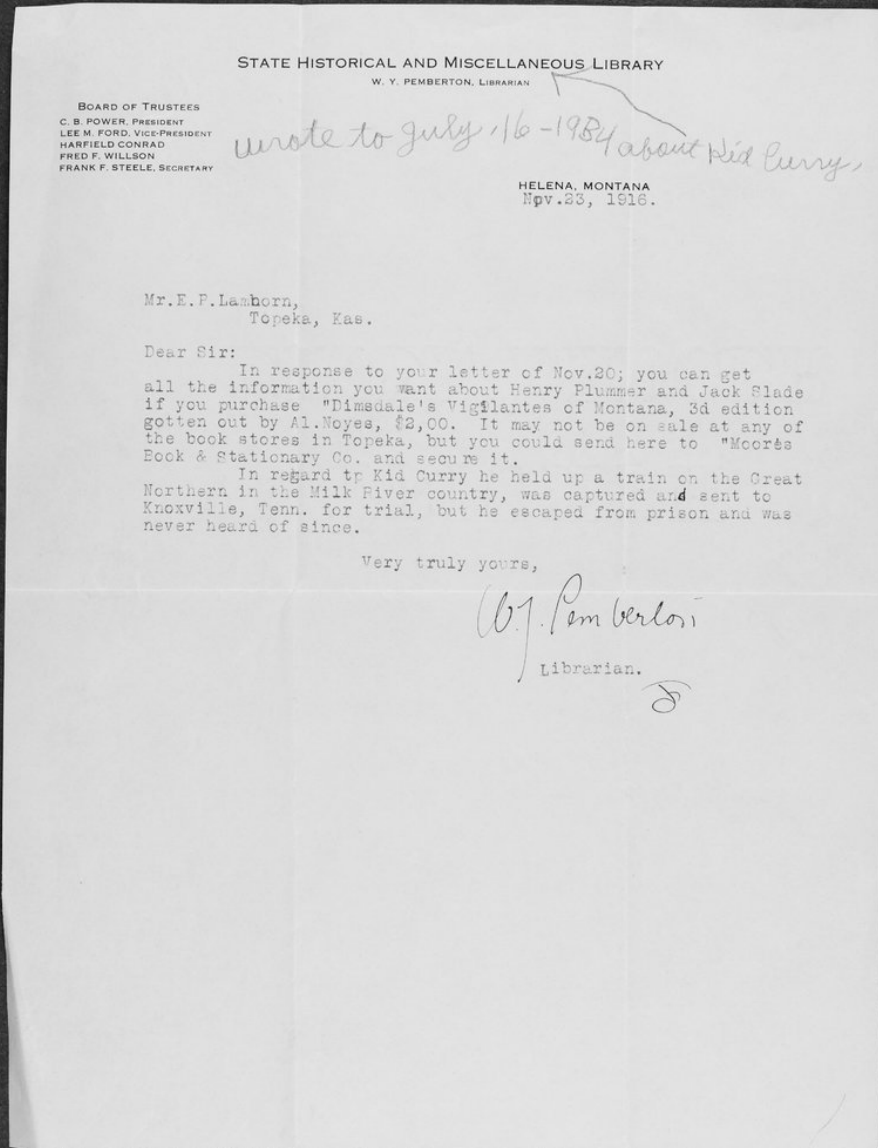 STATE HISTORICAL AND MISCELLANEOUS LIBRARY
W. Y. PEMBERTON, LIBRARIAN
BOARD OF TRUSTEES
C. B. POWER, PRESIDENT
LEE M. FORD, VICE-PRESIDENT
HARFIELD CONRAD
FRED F. WILLSON
FRANK F. STEELE, SECRETARY
wrote to July, 16 - 1934 about Kid Curry,
HELENA, MONTANA
Nov.23, 1916.
Mr.E.P.Lamborn,
Topeka, Kas.
Dear Sir:
In response to your letter of Nov.20; you can get
all the information you want about Henry Plummer and Jack Slade
if you purchase "Dimsdale's Vigilantes of Montana, 3d edition
gotten out by Al.Noyes, $2,00. It may not be on sale at any of
the book stores in Topeka, but you could send here to "Moores
Book & Stationary Co. and secure it.
In regard tp Kid Curry he held up a train on the Great
Northern in the Milk River country, was captured and sent to
Knoxville, Tenn. for trial, but he escaped from prison and was
never heard of since.
Very truly yours,
W.Y. Pemberton
Librarian.